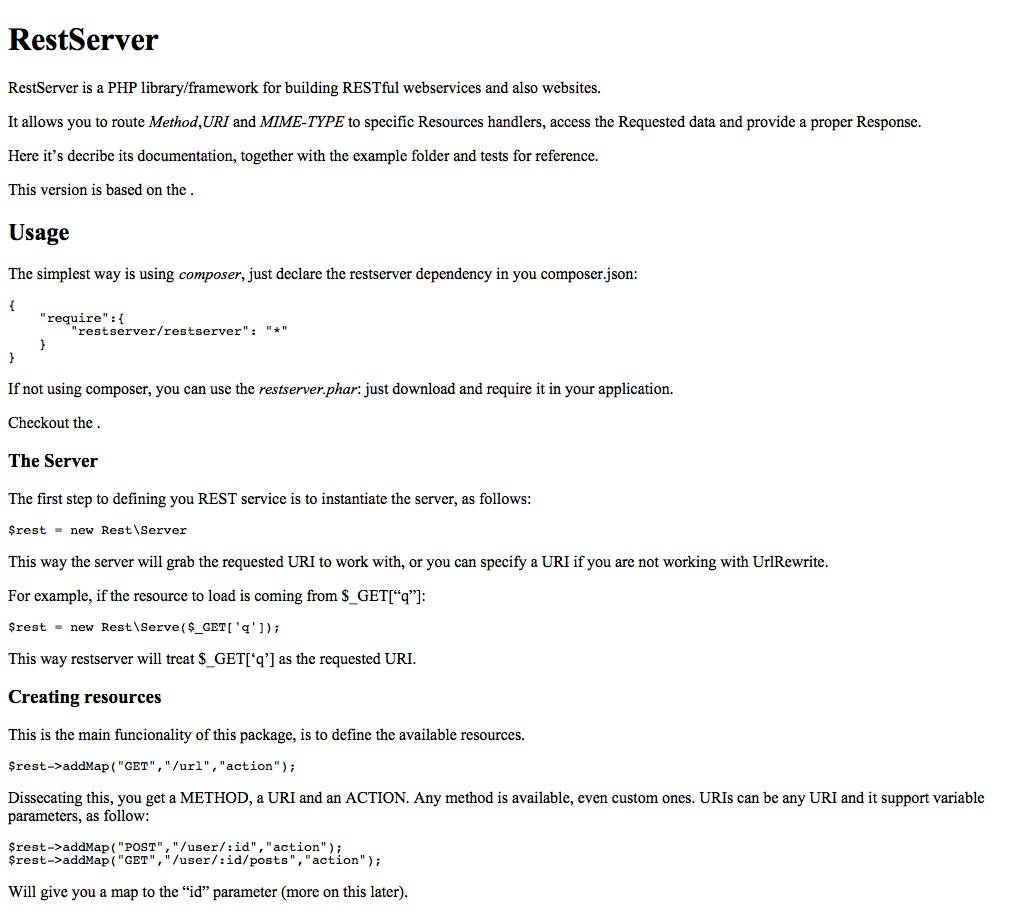 RestServer
RestServer is a PHP library/framework for building RESTful webservices and also websites.
It allows you to route Method,URI and MIME-TYPE to specific Resources handlers, access the Requested data and provide a proper Response.
Here it’s decribe its documentation, together with the example folder and tests for reference.
This version is based on the .
Usage
The simplest way is using composer, just declare the restserver dependency in you composer.json:
{
    "require":{
        "restserver/restserver": "*"
    }
}
If not using composer, you can use the restserver.phar: just download and require it in your application.
Checkout the .
The Server
The first step to defining you REST service is to instantiate the server, as follows:
$rest = new Rest\Server
This way the server will grab the requested URI to work with, or you can specify a URI if you are not working with UrlRewrite.
For example, if the resource to load is coming from $_GET[“q”]:
$rest = new Rest\Serve($_GET['q']);
This way restserver will treat $_GET[‘q’] as the requested URI.
Creating resources
This is the main funcionality of this package, is to define the available resources.
$rest->addMap("GET","/url","action");
Dissecating this, you get a METHOD, a URI and an ACTION. Any method is available, even custom ones. URIs can be any URI and it support variable
parameters, as follow:
$rest->addMap("POST","/user/:id","action");
$rest->addMap("GET","/user/:id/posts","action");
Will give you a map to the “id” parameter (more on this later).